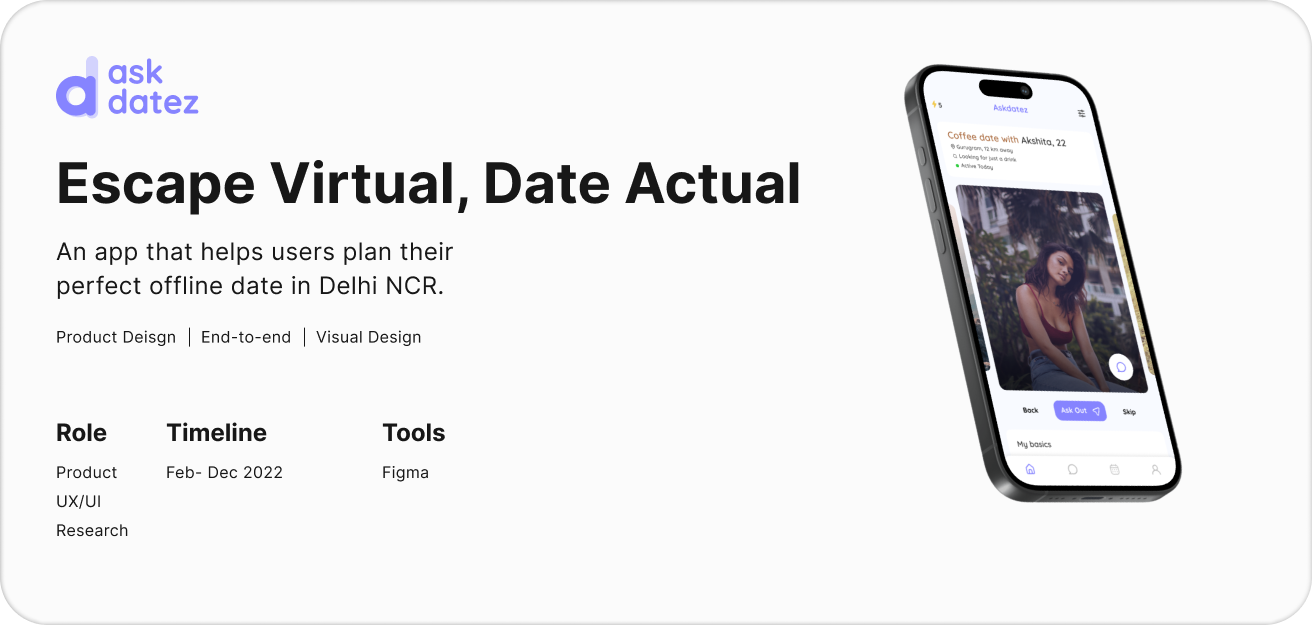 ask
datez
Escape Virtual, Date Actual
An app that helps users plan their
perfect offline date in Delhi NCR.
Product Deisgn | End-to-end | Visual Design
Role
Product
UX/UI
Research
Timeline
Feb- Dec 2022
Tools
Figma
5
Askdatez
Coffee date with Akshita, 22
Gurugram, 12 km away
Looking for just a drink
Active Today
Back
Ask Out
Skip
My basics